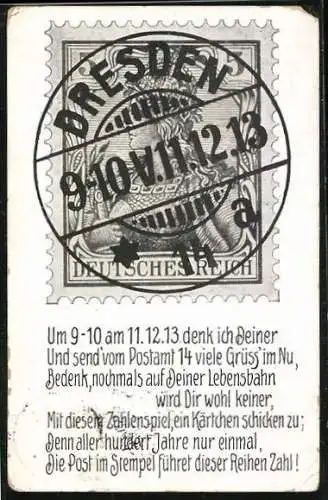 DRESDEN
9-10 V. 11.12.13
* 14 a
DEUTSCHES REICH
Um 9-10 am 11.12.13 denk ich Deiner
Und send' vom Postamt 14 viele Grüss' im Nu,
Bedenk, nochmals auf Deiner Lebensbahn
wird Dir wohl keiner,
Mit diesem Zahlenspiel, ein Kärtchen schicken zu;
Denn aller hundert Jahre nur einmal,
Die Post im Stempel führet dieser Reihen Zahl!